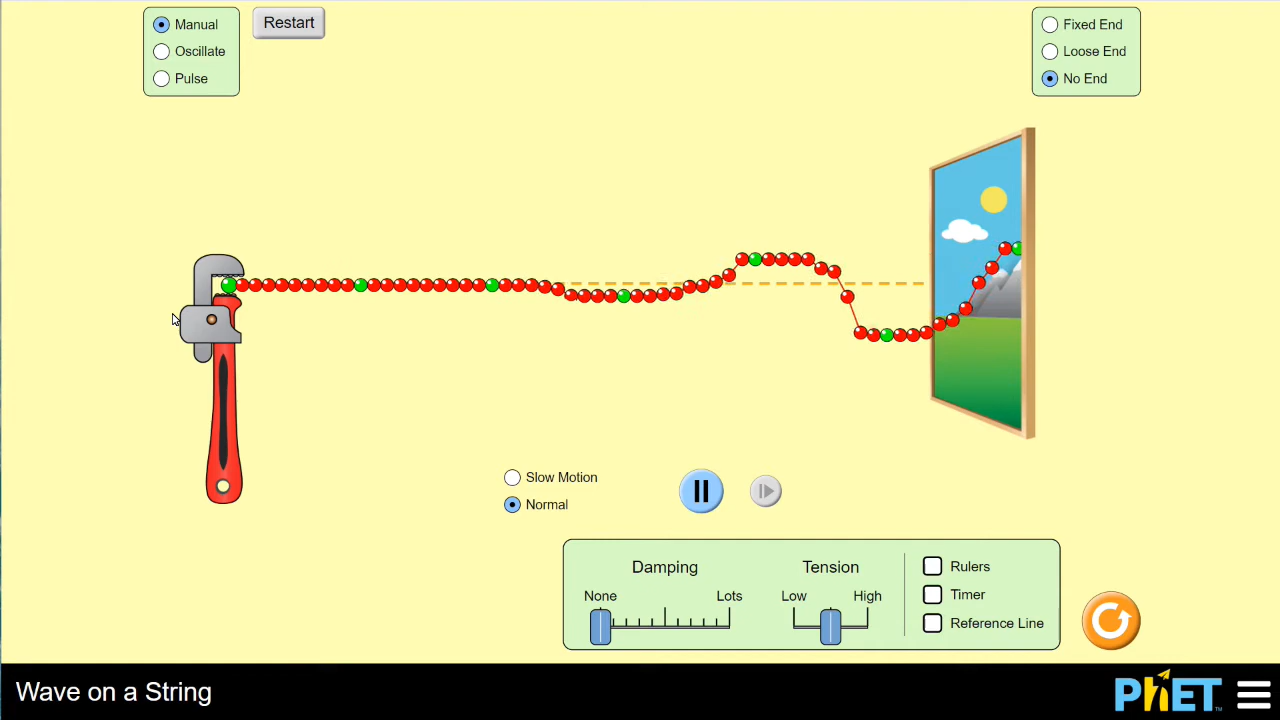 Manual
Oscillate
Pulse
Restart
Fixed End
Loose End
No End
Slow Motion
Normal
Damping
None
Lots
Tension
Low
High
Rulers
Timer
Reference Line
Wave on a String
PhET